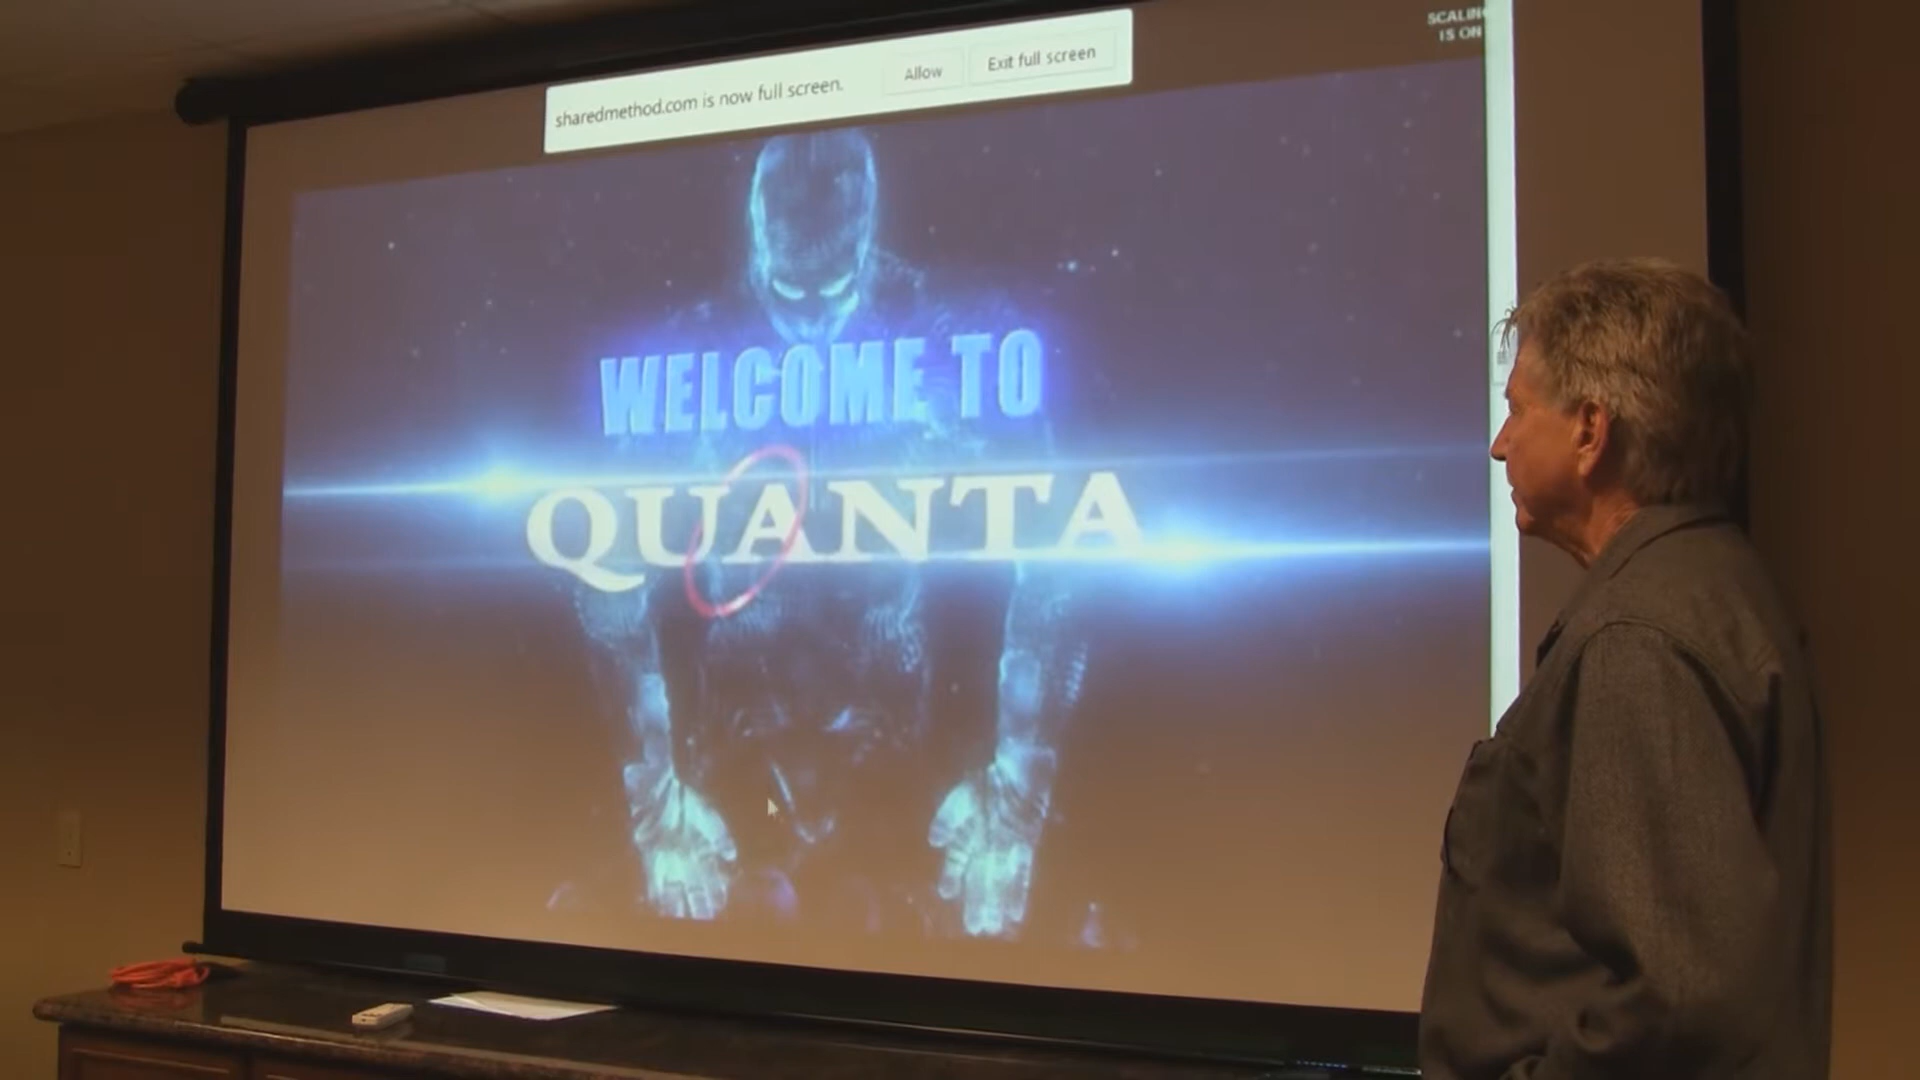 sharedmethod.com is now full screen.
Allow
Exit full screen
SCALING
IS ON
WELCOME TO
QUANTA